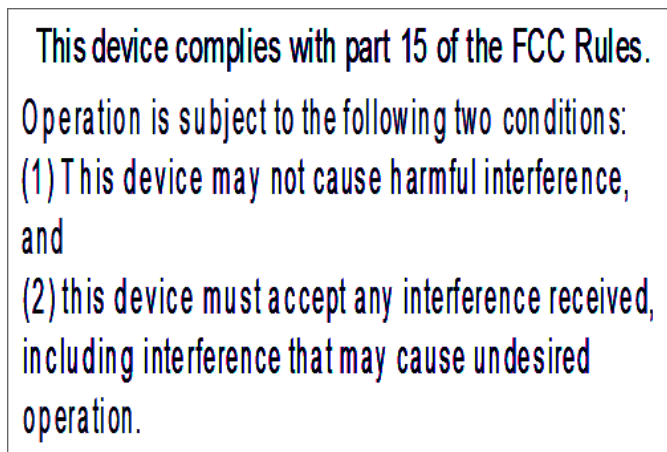 This device complies with part 15 of the FCC Rules.
Operation is subject to the following two conditions:
(1) This device may not cause harmful interference,
and
(2) this device must accept any interference received,
including interference that may cause undesired
operation.